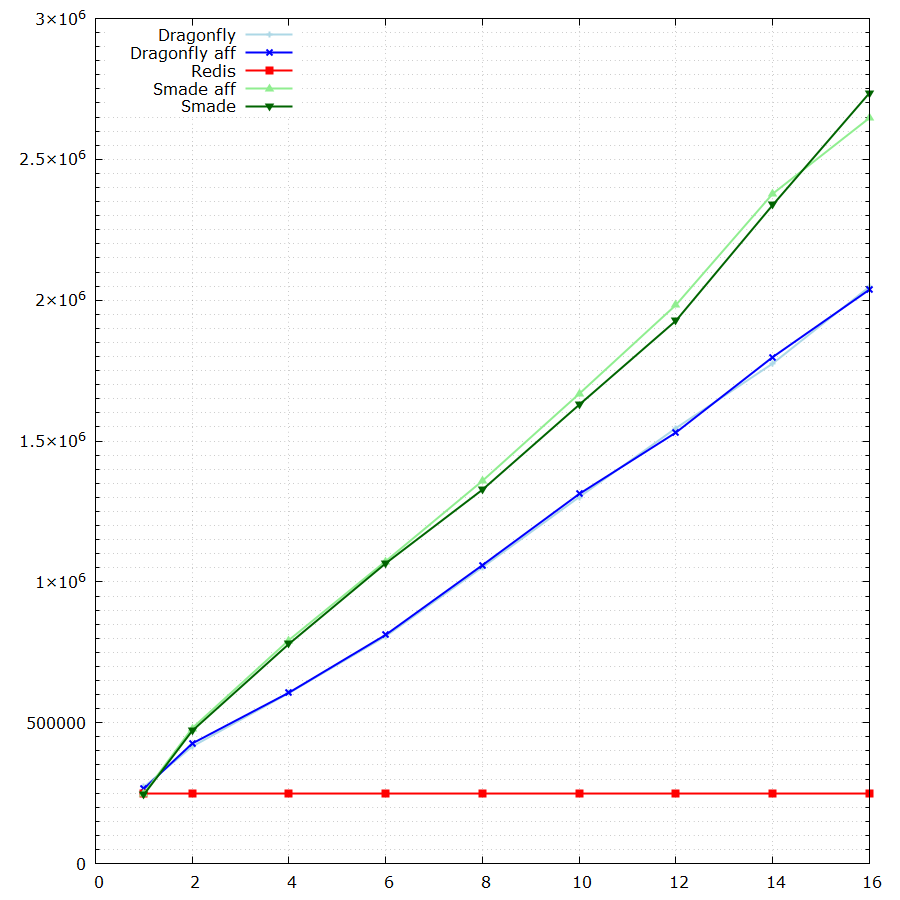 3×10⁶
Dragonfly
Dragonfly aff
Redis
Smade aff
Smade
2.5×10⁶
2×10⁶
1.5×10⁶
1×10⁶
500000
0
0 2 4 6 8 10 12 14 16